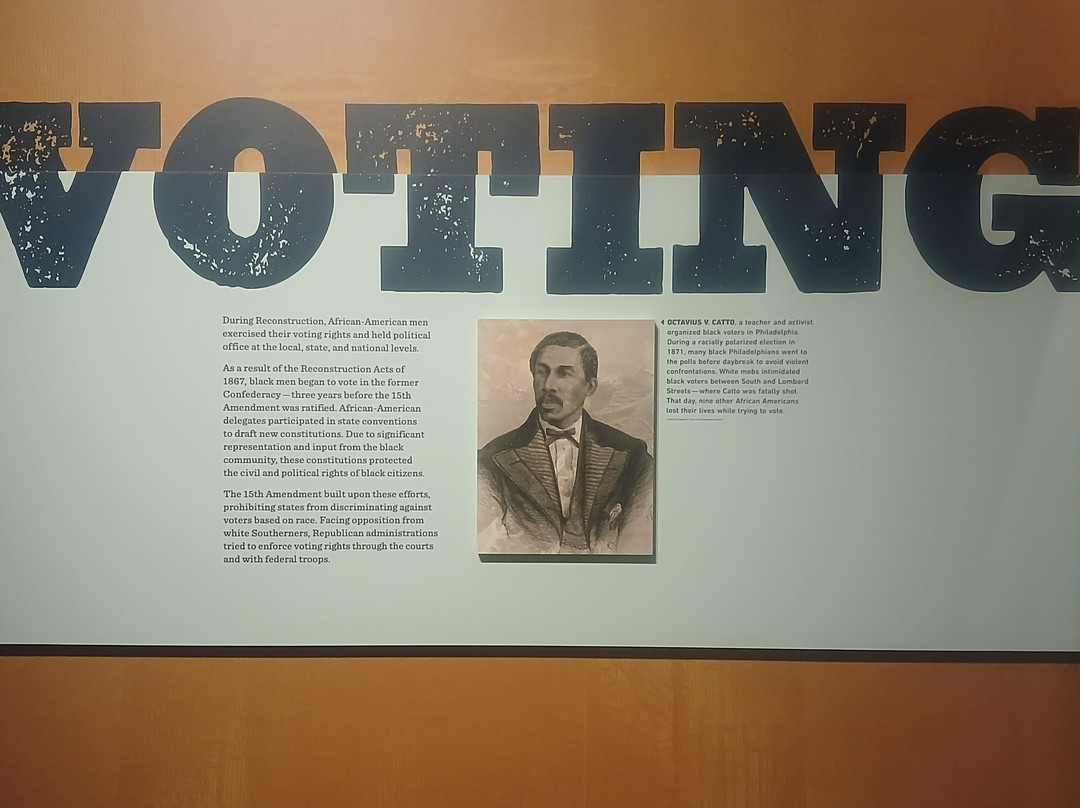 VOTING
During Reconstruction, African-American men
exercised their voting rights and held political
office at the local, state, and national levels.
As a result of the Reconstruction Acts of
1867, black men began to vote in the former
Confederacy—three years before the 15th
Amendment was ratified. African-American
delegates participated in state conventions
to draft new constitutions. Due to significant
representation and input from the black
community, these constitutions protected
the civil and political rights of black citizens.
The 15th Amendment built upon these efforts,
prohibiting states from discriminating against
voters based on race. Facing opposition from
white Southerners, Republican administrations
tried to enforce voting rights through the courts
and with federal troops.
OCTAVIUS V. CATTO, a teacher and activist,
organized black voters in Philadelphia.
During a racially polarized election in
1871, many black Philadelphians went to
the polls before daybreak to avoid violent
confrontations. White mobs intimidated
black voters between South and Lombard
Streets—where Catto was fatally shot.
That day, nine other African Americans
lost their lives while trying to vote.